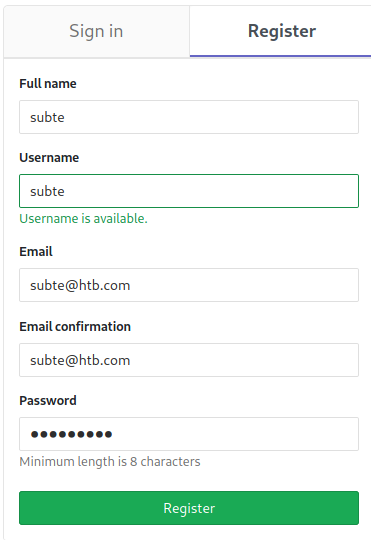 Sign in Register
Full name
subte
Username
subte
Username is available.
Email
subte@htb.com
Email confirmation
subte@htb.com
Password
●●●●●●●●●
Minimum length is 8 characters
Register